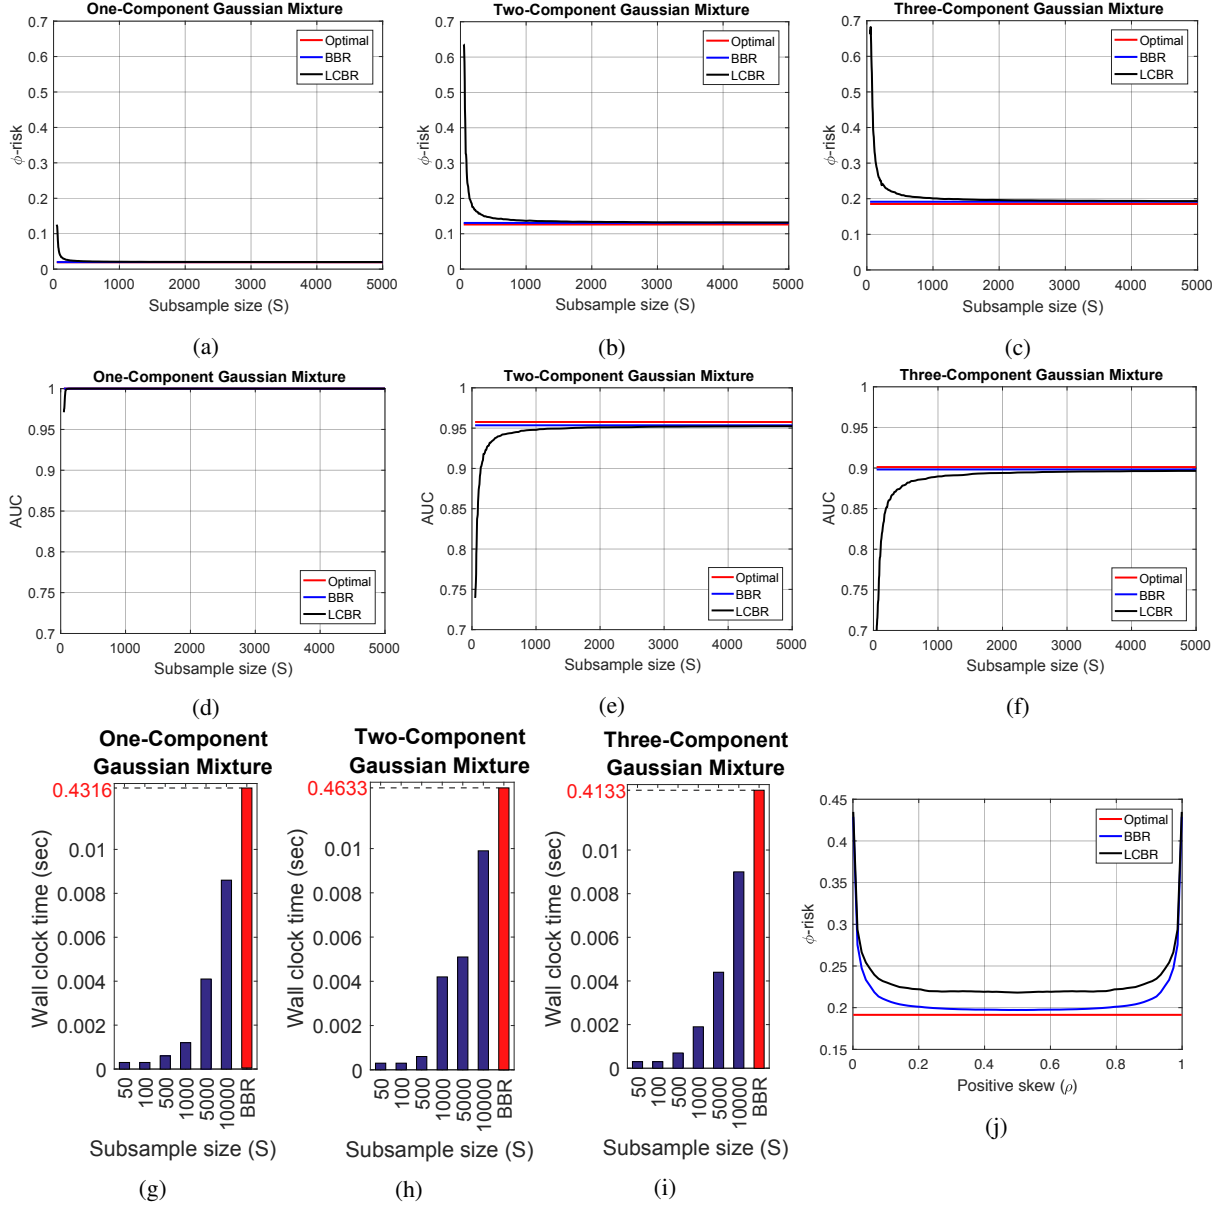 One-Component Gaussian Mixture
0.7
0.6
0.5
0.4
0.3
0.2
0.1
0
ϕ-risk
Optimal
BBR
LCBR
0 1000 2000 3000 4000 5000
Subsample size (S)
(a)
Two-Component Gaussian Mixture
0.7
0.6
0.5
0.4
0.3
0.2
0.1
0
ϕ-risk
Optimal
BBR
LCBR
0 1000 2000 3000 4000 5000
Subsample size (S)
(b)
Three-Component Gaussian Mixture
0.7
0.6
0.5
0.4
0.3
0.2
0.1
0
ϕ-risk
Optimal
BBR
LCBR
0 1000 2000 3000 4000 5000
Subsample size (S)
(c)
One-Component Gaussian Mixture
1
0.95
0.9
0.85
0.8
0.75
0.7
AUC
Optimal
BBR
LCBR
0 1000 2000 3000 4000 5000
Subsample size (S)
(d)
Two-Component Gaussian Mixture
1
0.95
0.9
0.85
0.8
0.75
0.7
AUC
Optimal
BBR
LCBR
0 1000 2000 3000 4000 5000
Subsample size (S)
(e)
Three-Component Gaussian Mixture
1
0.95
0.9
0.85
0.8
0.75
0.7
AUC
Optimal
BBR
LCBR
0 1000 2000 3000 4000 5000
Subsample size (S)
(f)
One-Component
Gaussian Mixture
0.4316
0.01
0.008
0.006
0.004
0.002
0
Wall clock time (sec)
50 100 500 1000 5000 10000 BBR
Subsample size (S)
(g)
Two-Component
Gaussian Mixture
0.4633
0.01
0.008
0.006
0.004
0.002
0
Wall clock time (sec)
50 100 500 1000 5000 10000 BBR
Subsample size (S)
(h)
Three-Component
Gaussian Mixture
0.4133
0.01
0.008
0.006
0.004
0.002
0
Wall clock time (sec)
50 100 500 1000 5000 10000 BBR
Subsample size (S)
(i)
0.45
0.4
0.35
0.3
0.25
0.2
0.15
ϕ-risk
Optimal
BBR
LCBR
0 0.2 0.4 0.6 0.8 1
Positive skew (ρ)
(j)